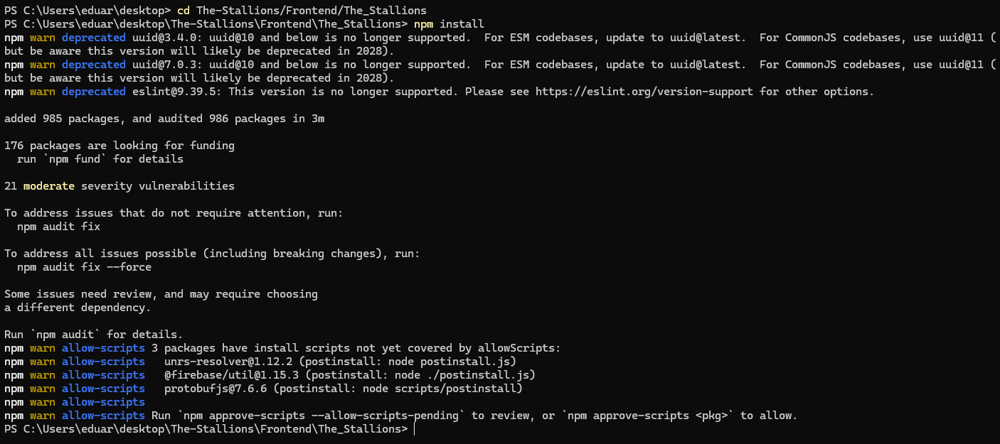 PS C:\Users\eduar\desktop> cd The-Stallions/Frontend/The_Stallions
PS C:\Users\eduar\desktop\The-Stallions\Frontend\The_Stallions> npm install
npm warn deprecated uuid@3.4.0: uuid@10 and below is no longer supported.  For ESM codebases, update to uuid@latest.  For CommonJS codebases, use uuid@11 (
but be aware this version will likely be deprecated in 2028).
npm warn deprecated uuid@7.0.3: uuid@10 and below is no longer supported.  For ESM codebases, update to uuid@latest.  For CommonJS codebases, use uuid@11 (
but be aware this version will likely be deprecated in 2028).
npm warn deprecated eslint@9.39.5: This version is no longer supported. Please see https://eslint.org/version-support for other options.

added 985 packages, and audited 986 packages in 3m

176 packages are looking for funding
  run `npm fund` for details

21 moderate severity vulnerabilities

To address issues that do not require attention, run:
  npm audit fix

To address all issues possible (including breaking changes), run:
  npm audit fix --force

Some issues need review, and may require choosing
a different dependency.

Run `npm audit` for details.
npm warn allow-scripts 3 packages have install scripts not yet covered by allowScripts:
npm warn allow-scripts   unrs-resolver@1.12.2 (postinstall: node postinstall.js)
npm warn allow-scripts   @firebase/util@1.15.3 (postinstall: node ./postinstall.js)
npm warn allow-scripts   protobufjs@7.6.6 (postinstall: node scripts/postinstall)
npm warn allow-scripts
npm warn allow-scripts Run `npm approve-scripts --allow-scripts-pending` to review, or `npm approve-scripts <pkg>` to allow.
PS C:\Users\eduar\desktop\The-Stallions\Frontend\The_Stallions>